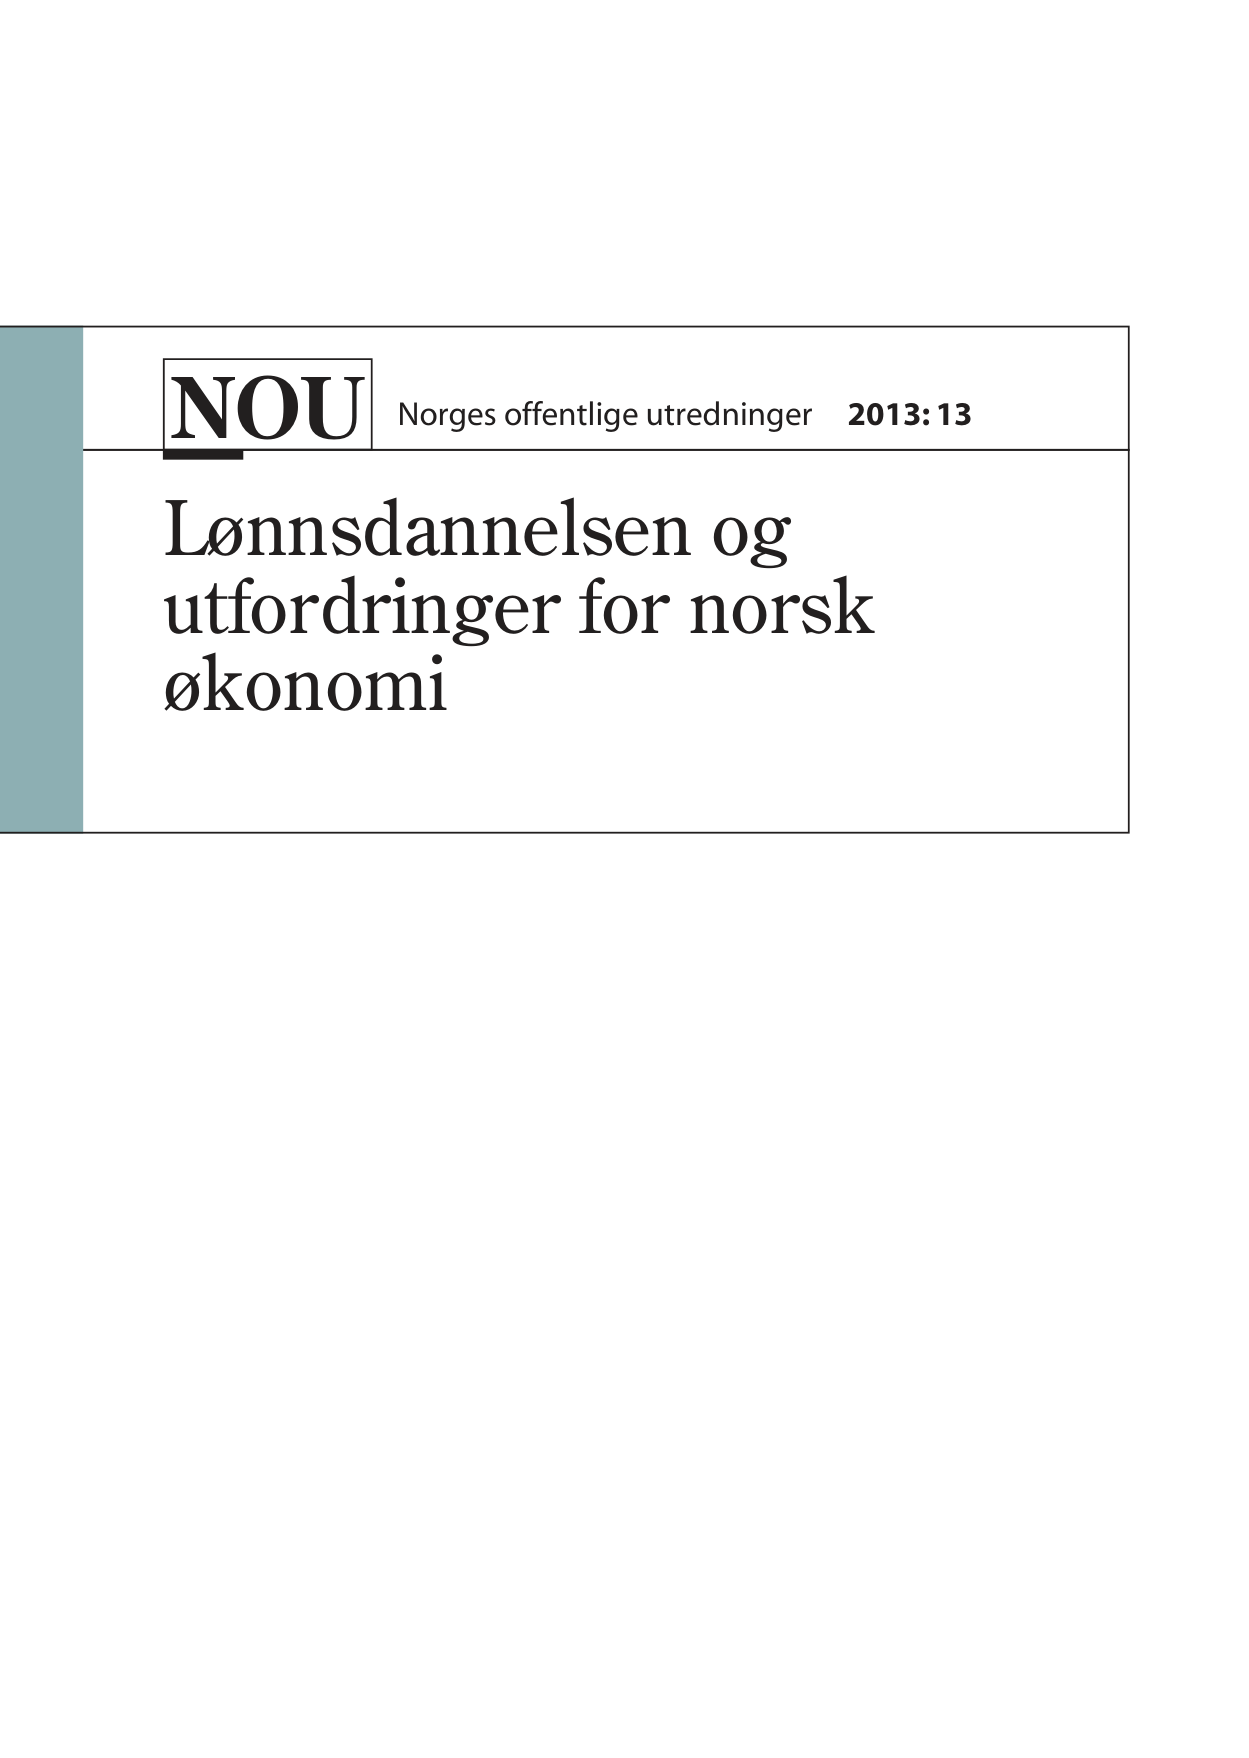 NOU Norges offentlige utredninger 2013: 13
Lønnsdannelsen og
utfordringer for norsk
økonomi